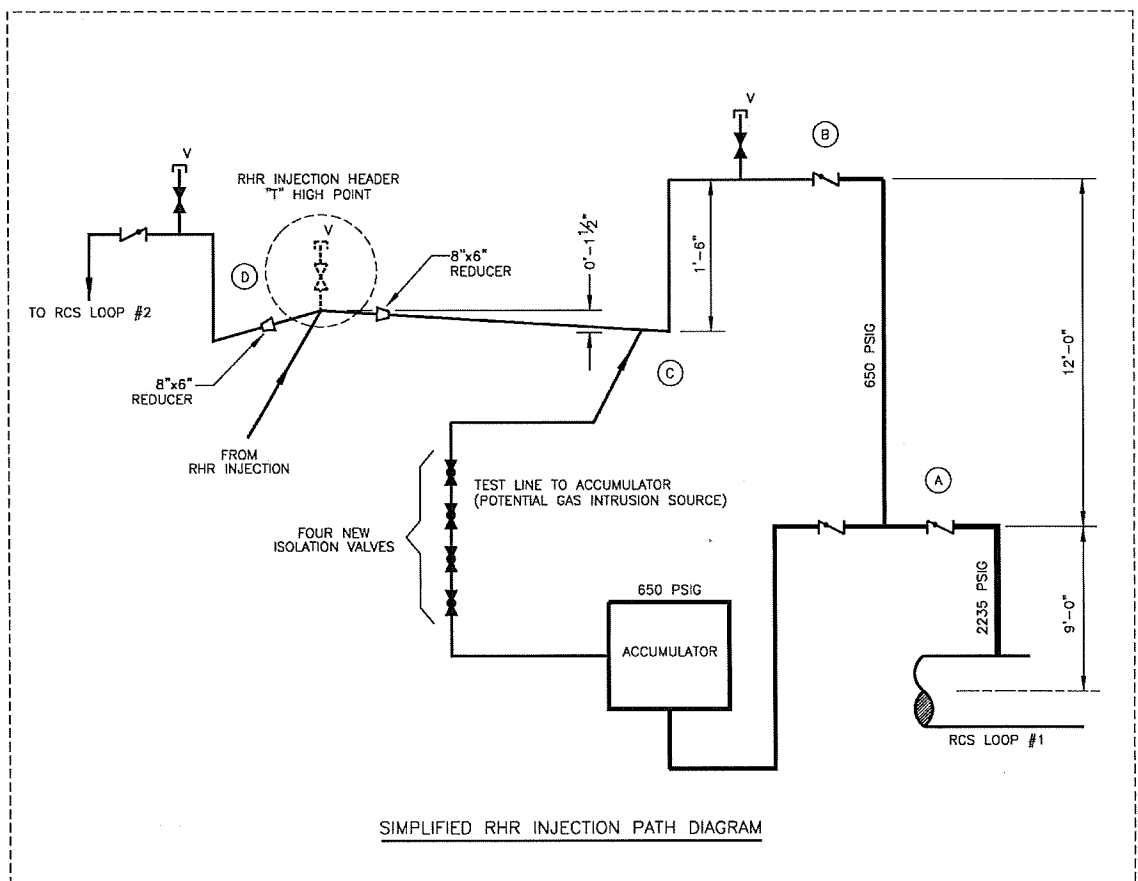 V
V
B
RHR INJECTION HEADER
"T" HIGH POINT
V
8"x6"
REDUCER
0'-1½"
1'-6"
D
TO RCS LOOP #2
8"x6"
REDUCER
C
650 PSIG
12'-0"
FROM
RHR INJECTION
TEST LINE TO ACCUMULATOR
(POTENTIAL GAS INTRUSION SOURCE)
A
FOUR NEW
ISOLATION VALVES
650 PSIG
2235 PSIG
9'-0"
ACCUMULATOR
RCS LOOP #1
SIMPLIFIED RHR INJECTION PATH DIAGRAM